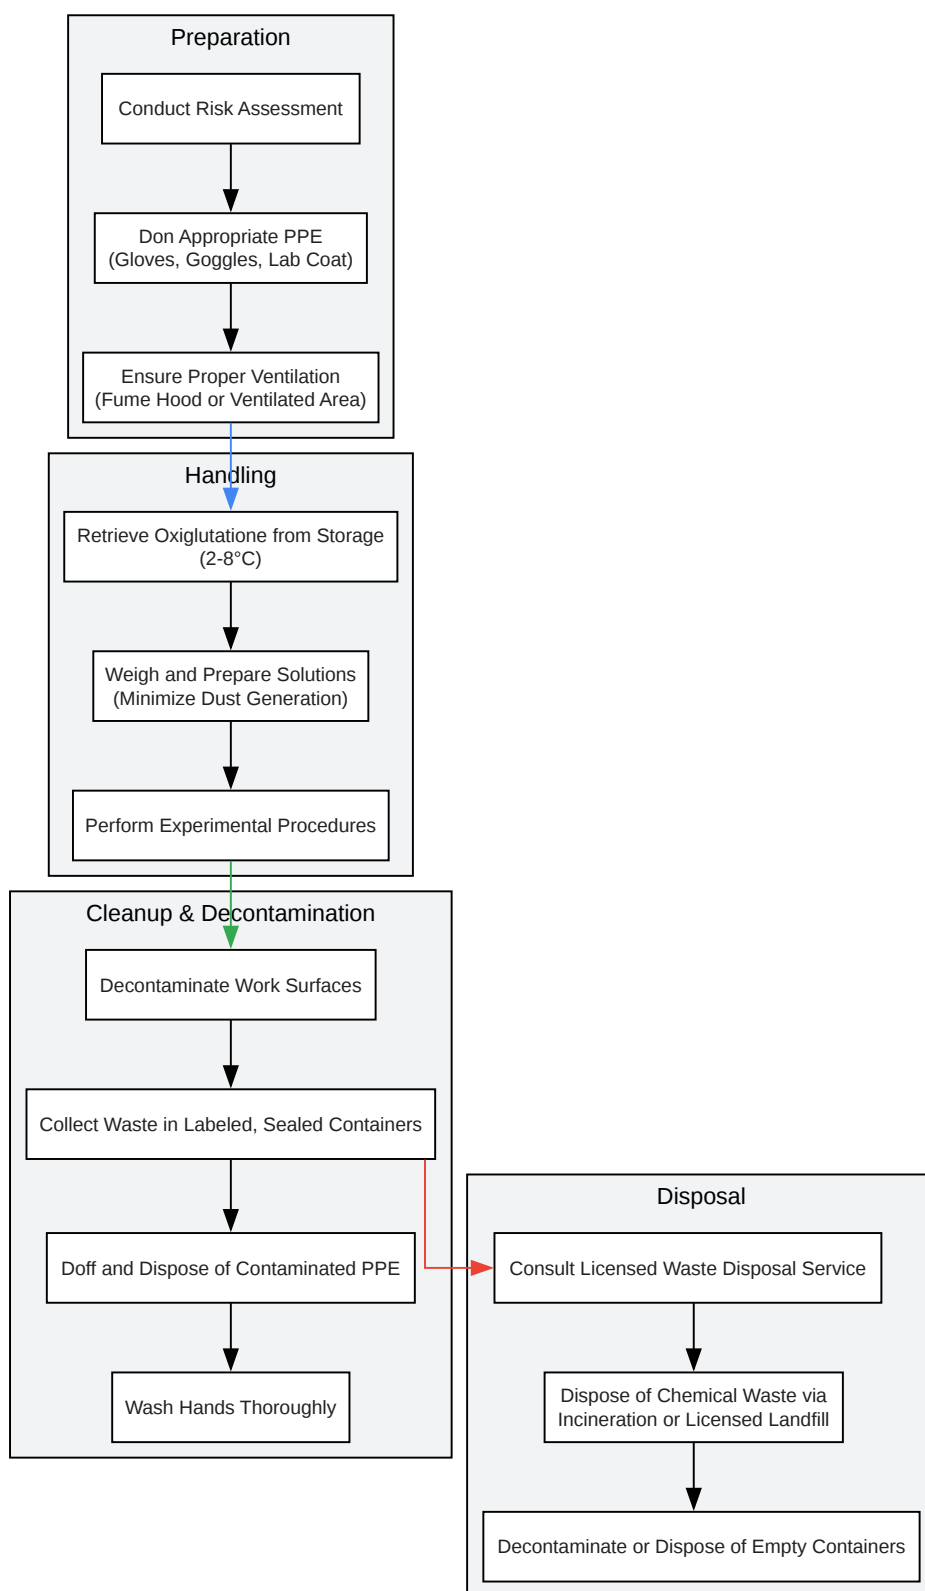 Preparation
Conduct Risk Assessment
Don Appropriate PPE
(Gloves, Goggles, Lab Coat)
Ensure Proper Ventilation
(Fume Hood or Ventilated Area)
Handling
Retrieve Oxiglutatione from Storage
(2-8°C)
Weigh and Prepare Solutions
(Minimize Dust Generation)
Perform Experimental Procedures
Cleanup & Decontamination
Decontaminate Work Surfaces
Collect Waste in Labeled, Sealed Containers
Doff and Dispose of Contaminated PPE
Wash Hands Thoroughly
Disposal
Consult Licensed Waste Disposal Service
Dispose of Chemical Waste via
Incineration or Licensed Landfill
Decontaminate or Dispose of Empty Containers